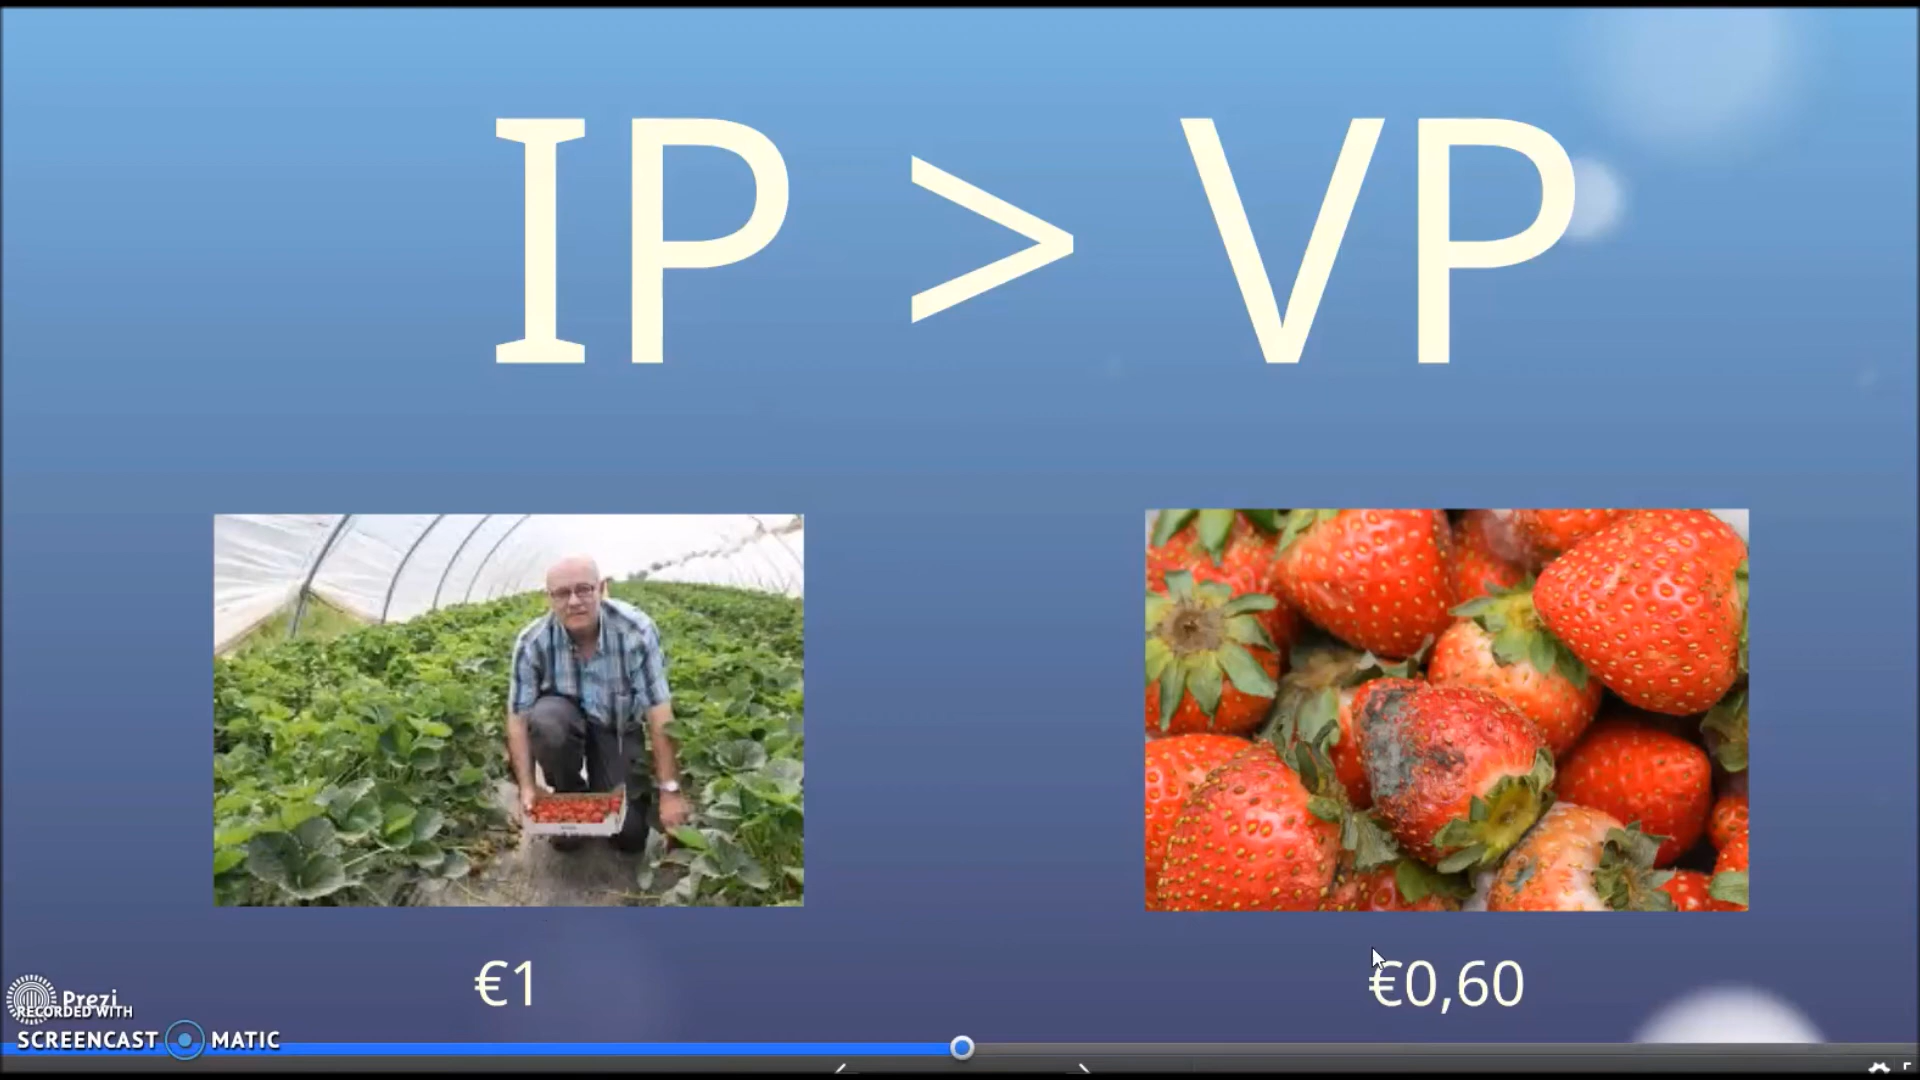 IP > VP
€1
€0,60
Prezi
RECORDED WITH
SCREENCAST MATIC